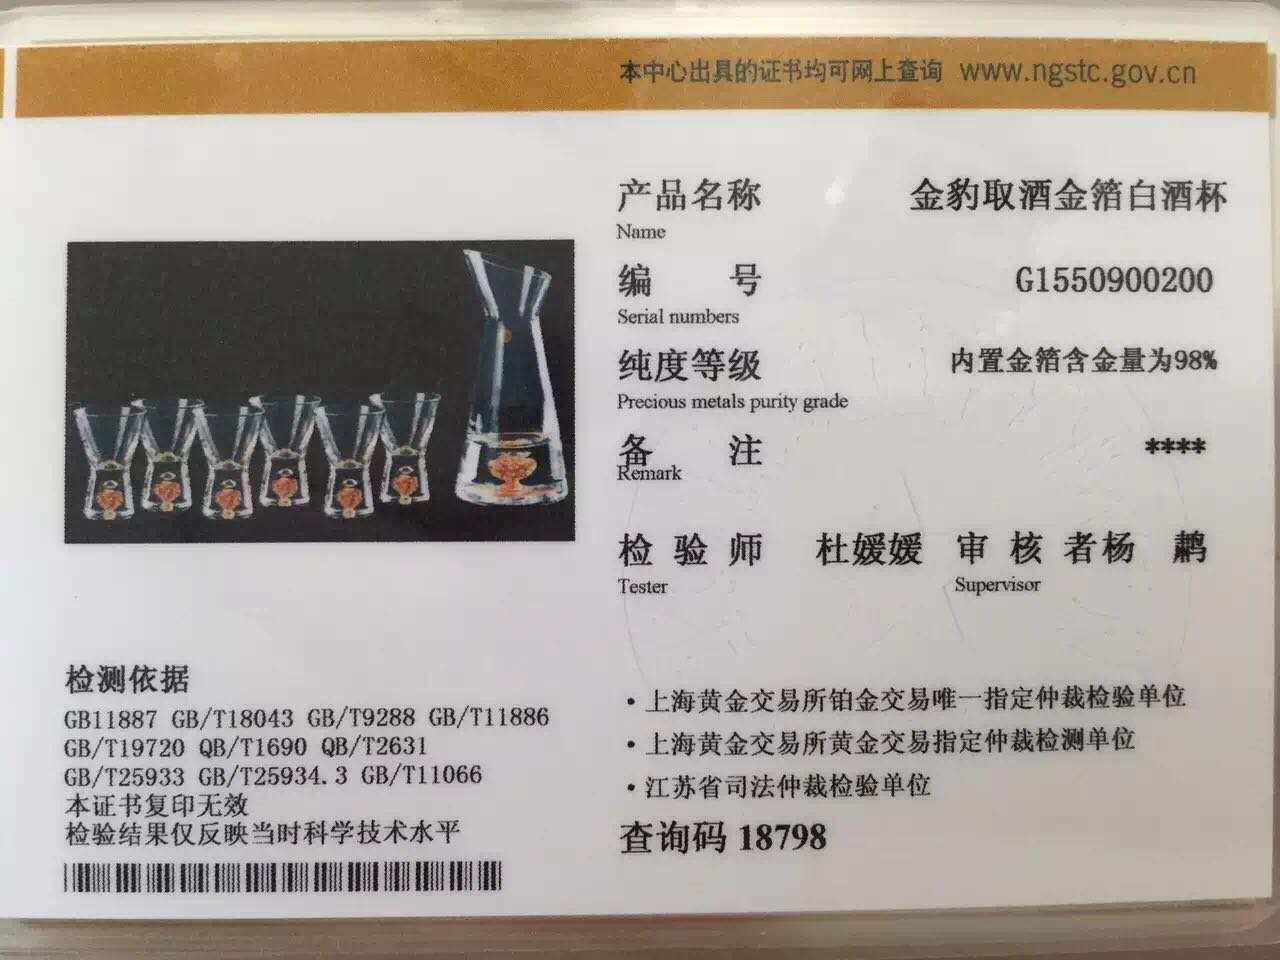 本中心出具的证书均可网上查询 www.ngstc.gov.cn
产品名称 金豹取酒金箔白酒杯
Name
编号 G1550900200
Serial numbers
纯度等级 内置金箔含金量为98%
Precious metals purity grade
备注 ****
Remark
检验师 杜媛媛 审核者杨鹔
Tester Supervisor
检测依据
GB11887 GB/T18043 GB/T9288 GB/T11886
GB/T19720 QB/T1690 QB/T2631
GB/T25933 GB/T25934.3 GB/T11066
本证书复印无效
检验结果仅反映当时科学技术水平
·上海黄金交易所铂金交易唯一指定仲裁检验单位
·上海黄金交易所黄金交易指定仲裁检测单位
·江苏省司法仲裁检验单位
查询码 18798